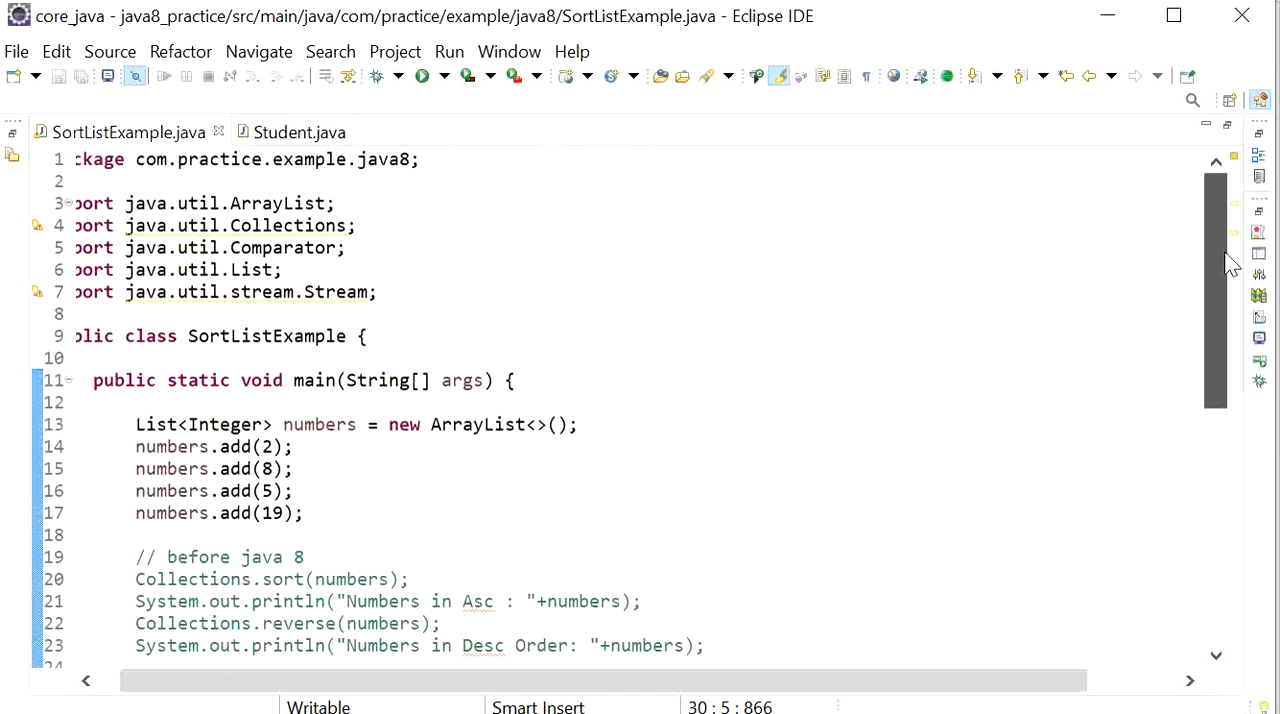 core_java - java8_practice/src/main/java/com/practice/example/java8/SortListExample.java - Eclipse IDE
File Edit Source Refactor Navigate Search Project Run Window Help
SortListExample.java Student.java
1 ckage com.practice.example.java8;
2
3 port java.util.ArrayList;
4 port java.util.Collections;
5 port java.util.Comparator;
6 port java.util.List;
7 port java.util.stream.Stream;
8
9 blic class SortListExample {
10
11 public static void main(String[] args) {
12
13 List<Integer> numbers = new ArrayList<>();
14 numbers.add(2);
15 numbers.add(8);
16 numbers.add(5);
17 numbers.add(19);
18
19 // before java 8
20 Collections.sort(numbers);
21 System.out.println("Numbers in Asc : "+numbers);
22 Collections.reverse(numbers);
23 System.out.println("Numbers in Desc Order: "+numbers);
24
Writable Smart Insert 30 : 5 : 866